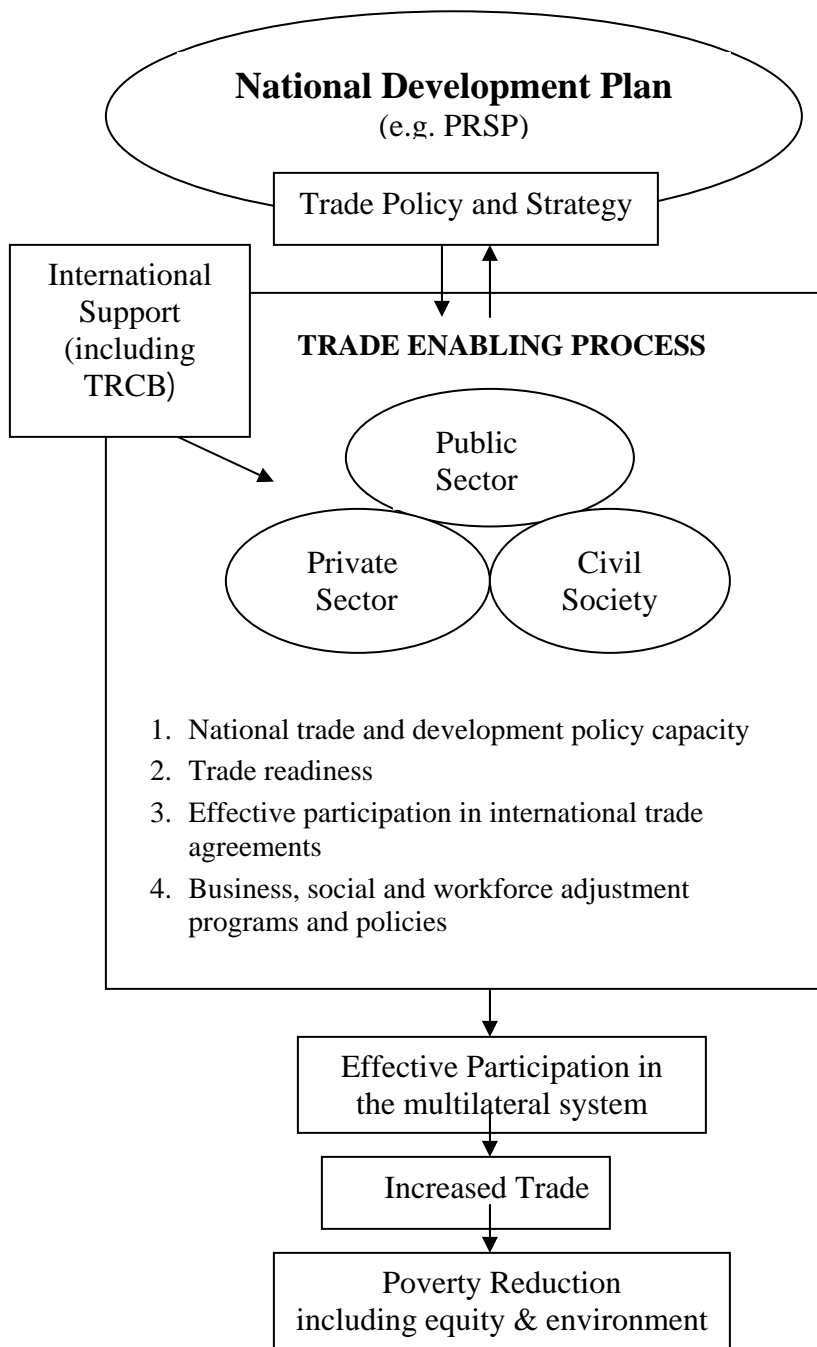 National Development Plan
(e.g. PRSP)
Trade Policy and Strategy
International
Support
(including
TRCB)
TRADE ENABLING PROCESS
Public
Sector
Private
Sector
Civil
Society
1. National trade and development policy capacity
2. Trade readiness
3. Effective participation in international trade
agreements
4. Business, social and workforce adjustment
programs and policies
Effective Participation in
the multilateral system
Increased Trade
Poverty Reduction
including equity & environment